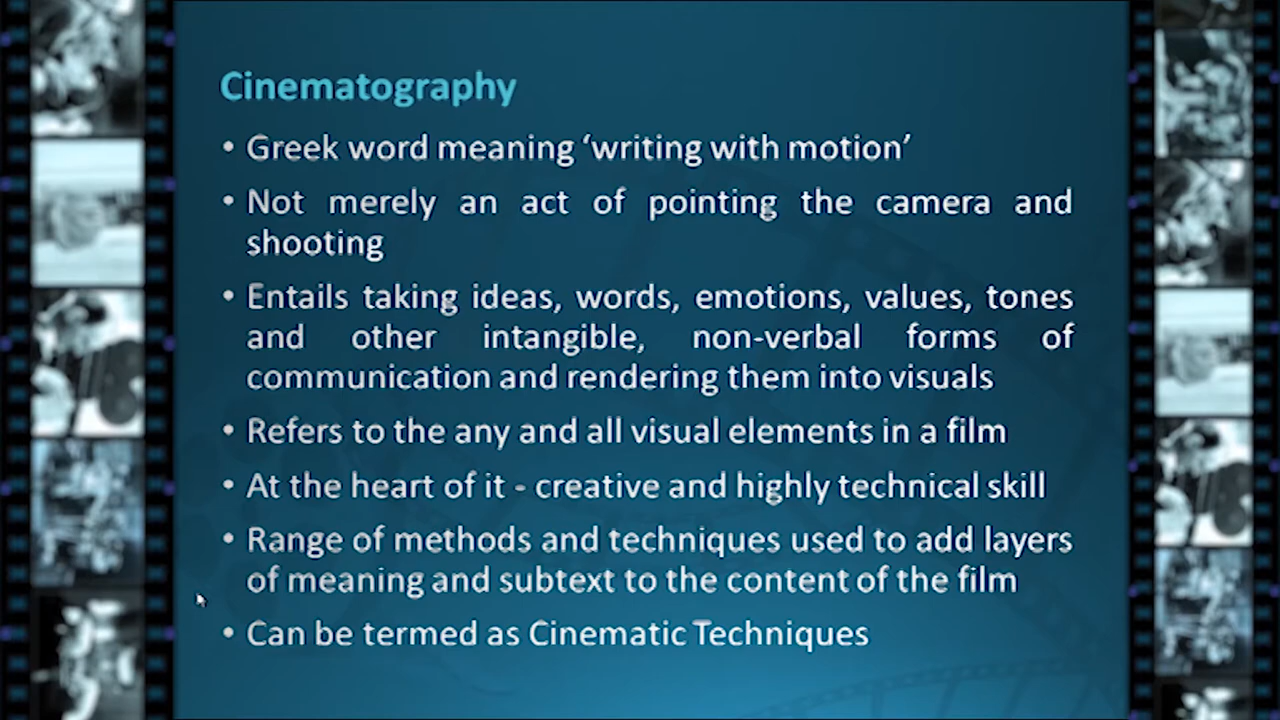 Cinematography
• Greek word meaning ‘writing with motion’
• Not merely an act of pointing the camera and
shooting
• Entails taking ideas, words, emotions, values, tones
and other intangible, non-verbal forms of
communication and rendering them into visuals
• Refers to the any and all visual elements in a film
• At the heart of it - creative and highly technical skill
• Range of methods and techniques used to add layers
of meaning and subtext to the content of the film
• Can be termed as Cinematic Techniques